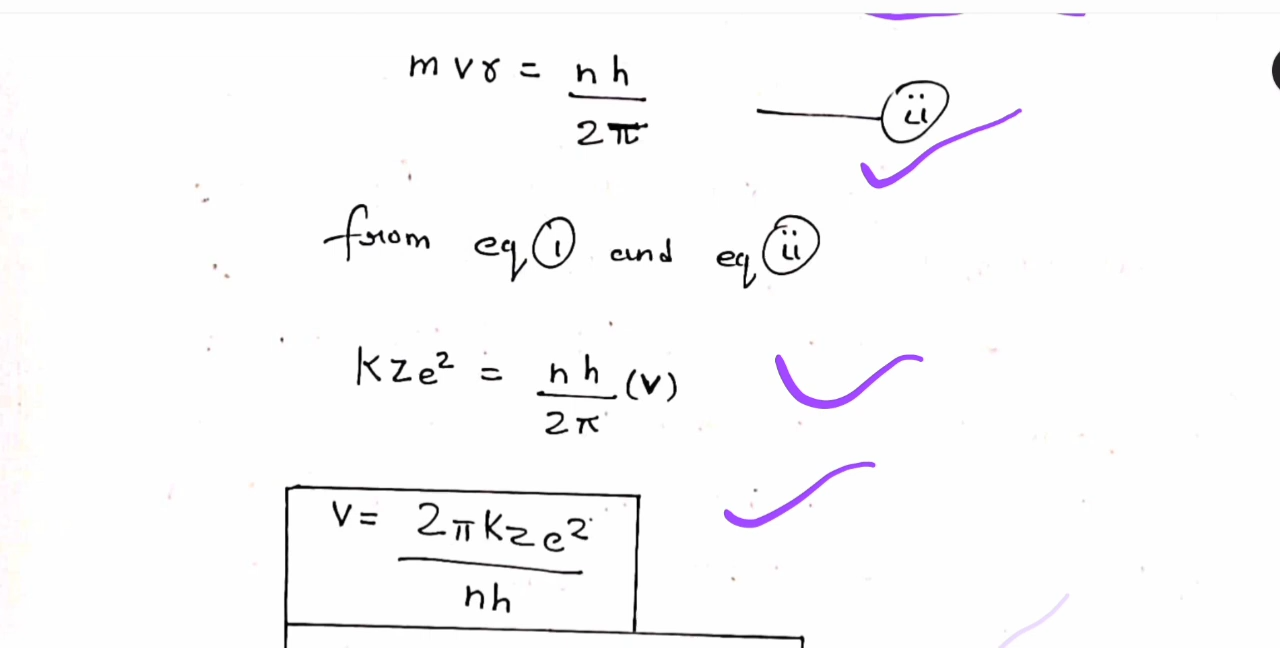 mvr = nh/2π —— (ii)
from eq (i) and eq (ii)
Kze² = nh/2π (v)
V = 2πKze²/nh